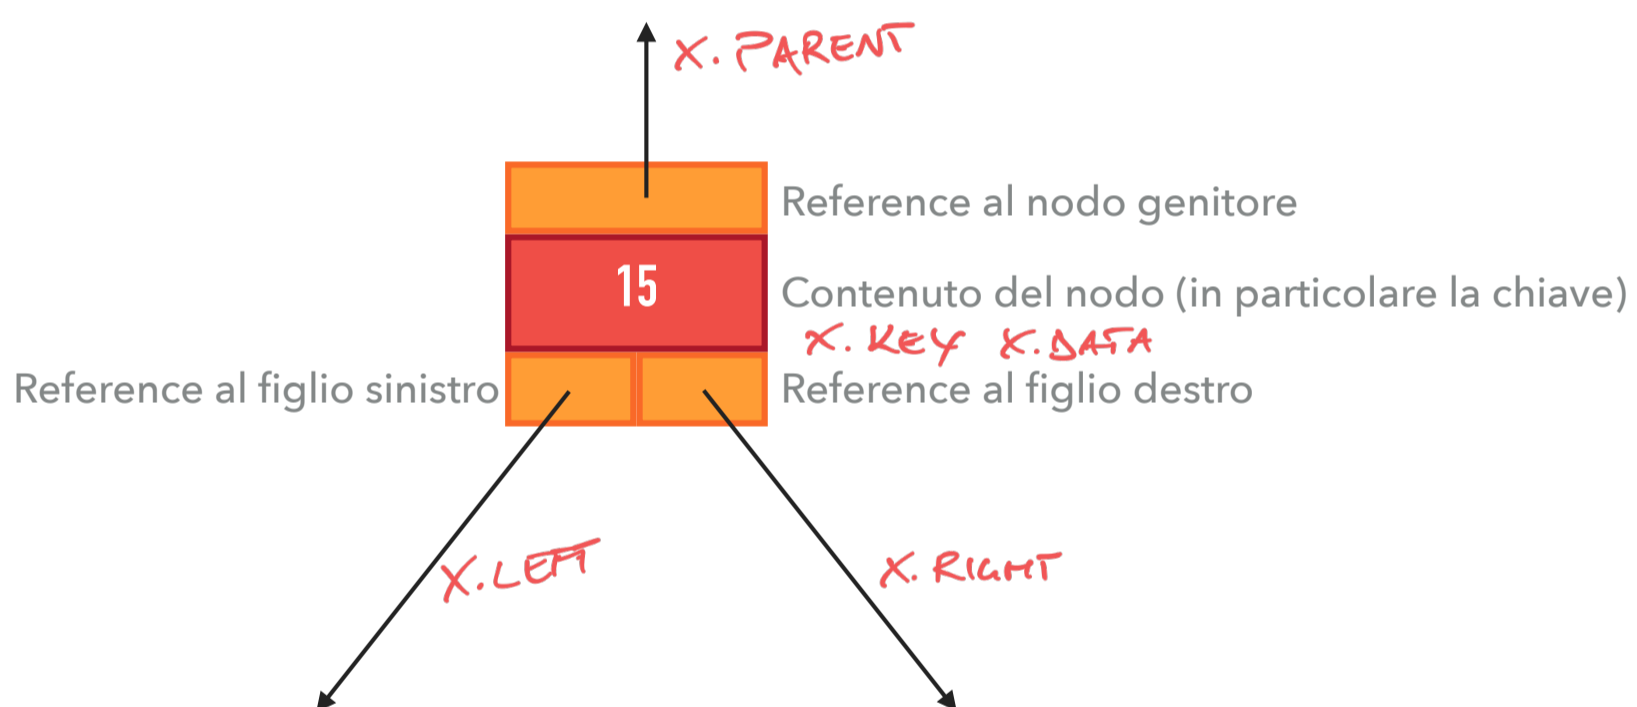 X. PARENT
Reference al nodo genitore
15
Contenuto del nodo (in particolare la chiave)
X. KEY X. DATA
Reference al figlio sinistro
Reference al figlio destro
X. LEFT
X. RIGHT